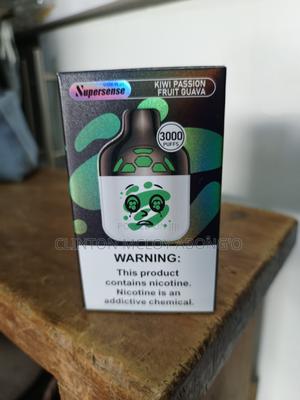 Supersense
KIWI PASSION
FRUIT GUAVA
3000
PUFFS
WARNING:
This product
contains nicotine.
Nicotine is an
addictive chemical.